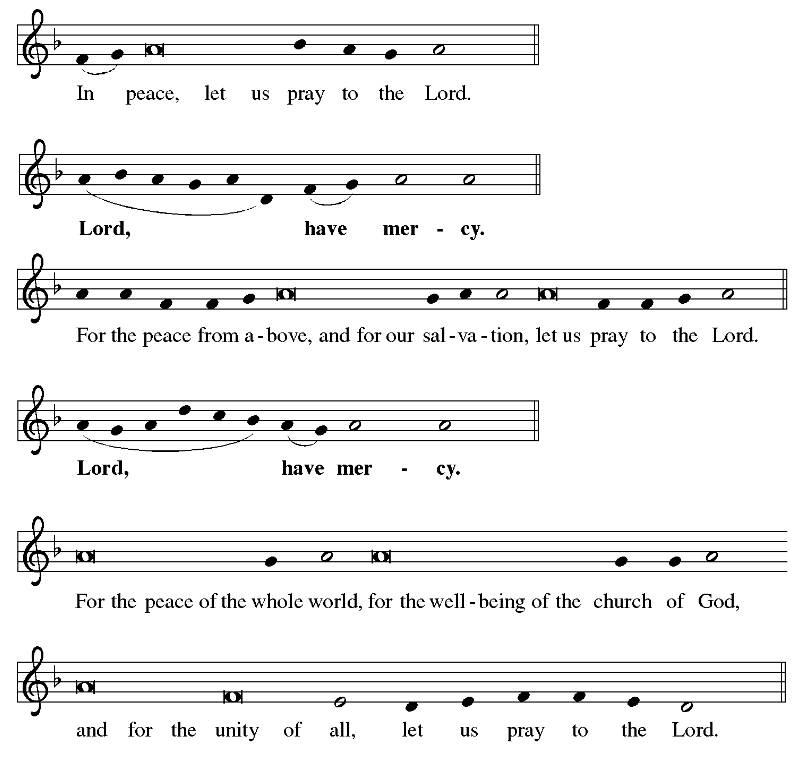 In peace, let us pray to the Lord.
Lord, have mer - cy.
For the peace from a - bove, and for our sal - va - tion, let us pray to the Lord.
Lord, have mer - cy.
For the peace of the whole world, for the well - being of the church of God,
and for the unity of all, let us pray to the Lord.